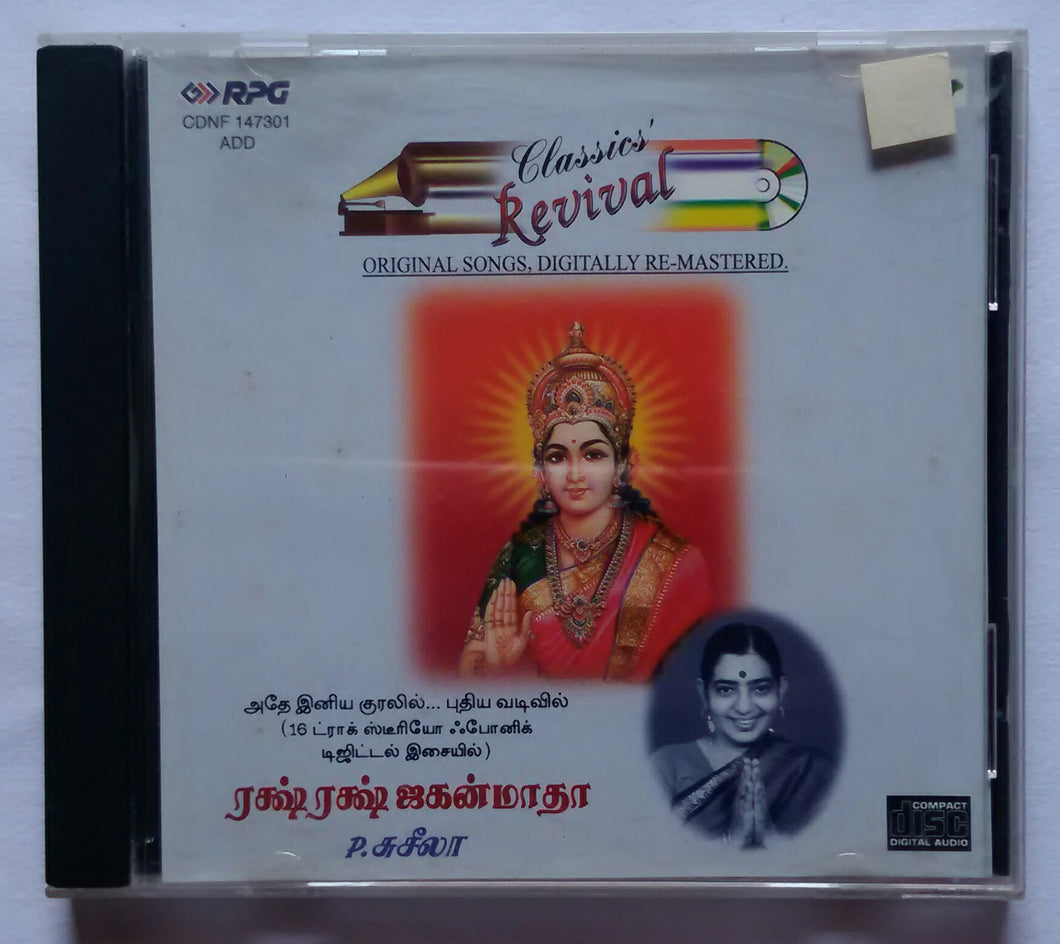 RPG
CDNF 147301
ADD
Classics'
Revival
ORIGINAL SONGS, DIGITALLY RE-MASTERED.
அதே இனிய குரலில்... புதிய வடிவில்
(16 ட்ராக் ஸ்டீரியோ ஃபோனிக்
டிஜிட்டல் இசையில்)
ரக்ஷ் ரக்ஷ் ஜகன்மாதா
P. சுசீலா
COMPACT
disc
DIGITAL AUDIO